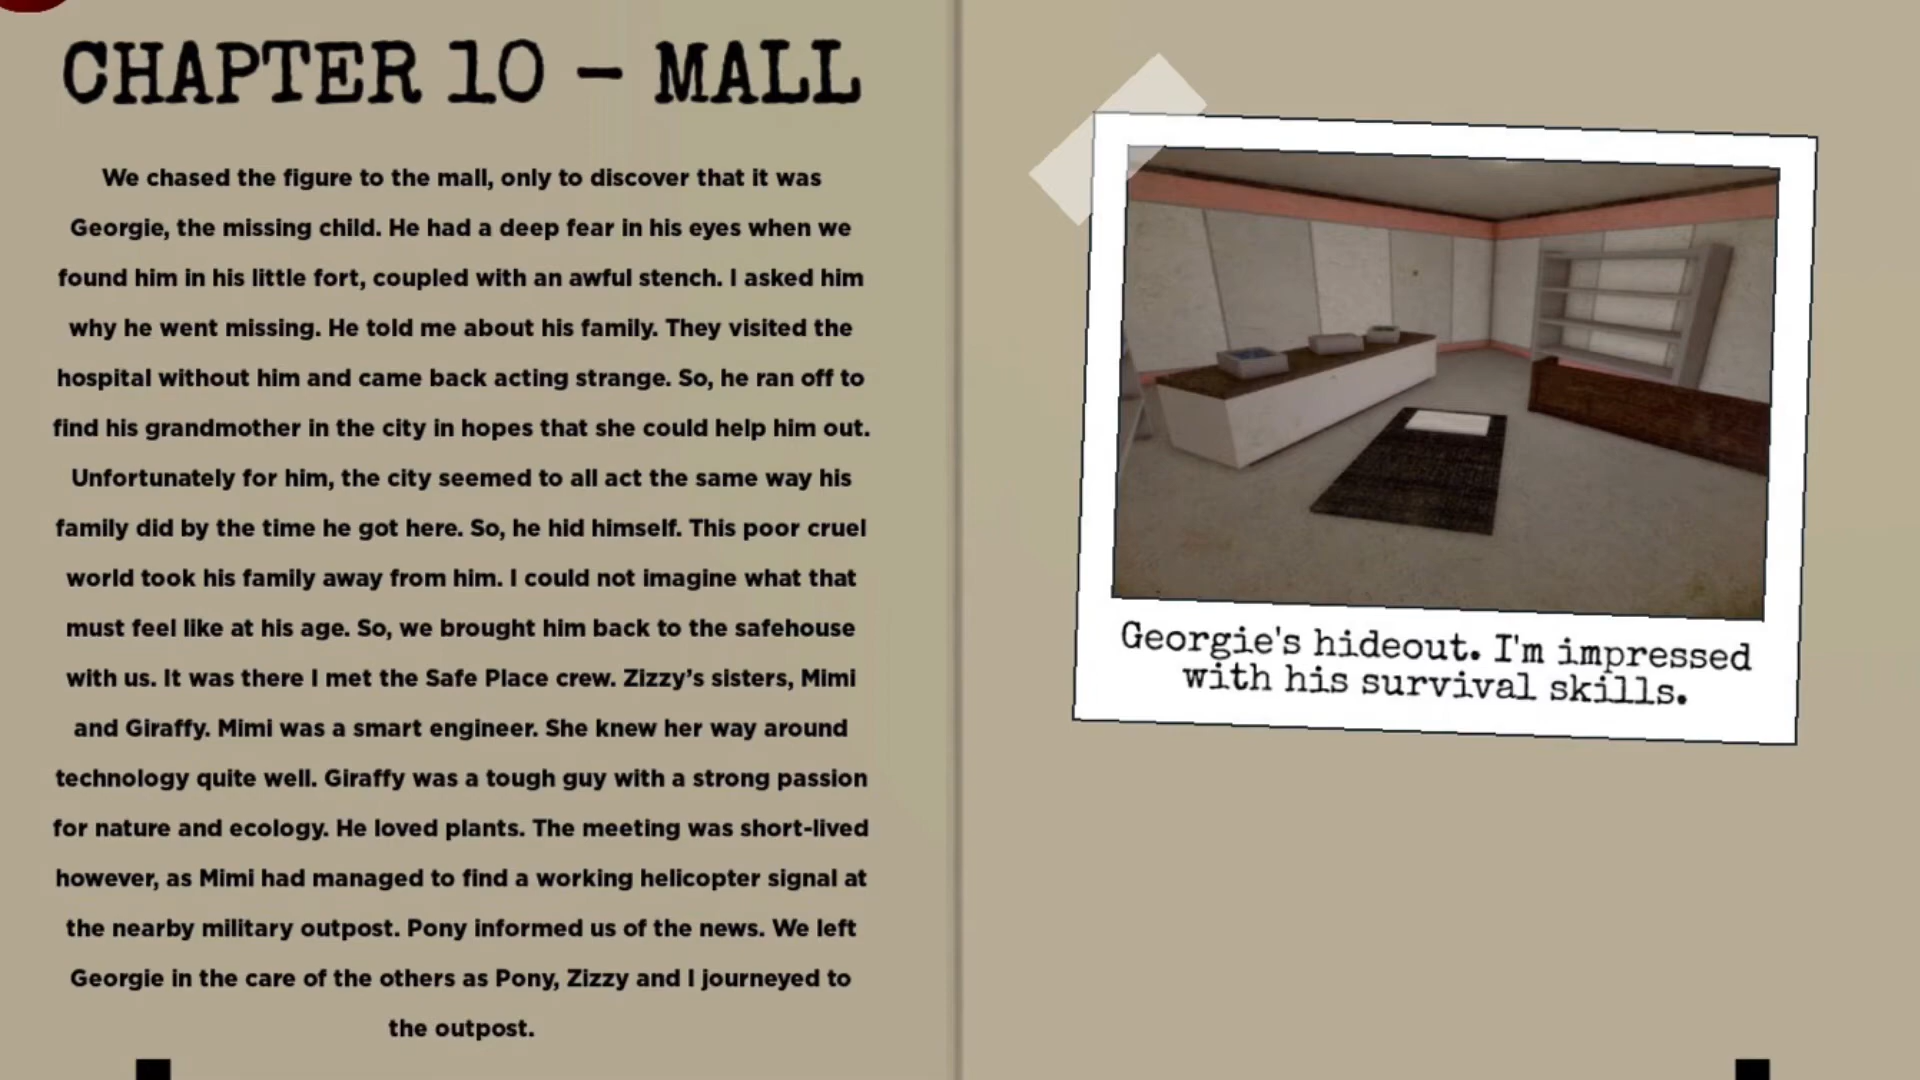 CHAPTER 10 - MALL
We chased the figure to the mall, only to discover that it was
Georgie, the missing child. He had a deep fear in his eyes when we
found him in his little fort, coupled with an awful stench. I asked him
why he went missing. He told me about his family. They visited the
hospital without him and came back acting strange. So, he ran off to
find his grandmother in the city in hopes that she could help him out.
Unfortunately for him, the city seemed to all act the same way his
family did by the time he got here. So, he hid himself. This poor cruel
world took his family away from him. I could not imagine what that
must feel like at his age. So, we brought him back to the safehouse
with us. It was there I met the Safe Place crew. Zizzy’s sisters, Mimi
and Giraffy. Mimi was a smart engineer. She knew her way around
technology quite well. Giraffy was a tough guy with a strong passion
for nature and ecology. He loved plants. The meeting was short-lived
however, as Mimi had managed to find a working helicopter signal at
the nearby military outpost. Pony informed us of the news. We left
Georgie in the care of the others as Pony, Zizzy and I journeyed to
the outpost.
Georgie's hideout. I'm impressed
with his survival skills.